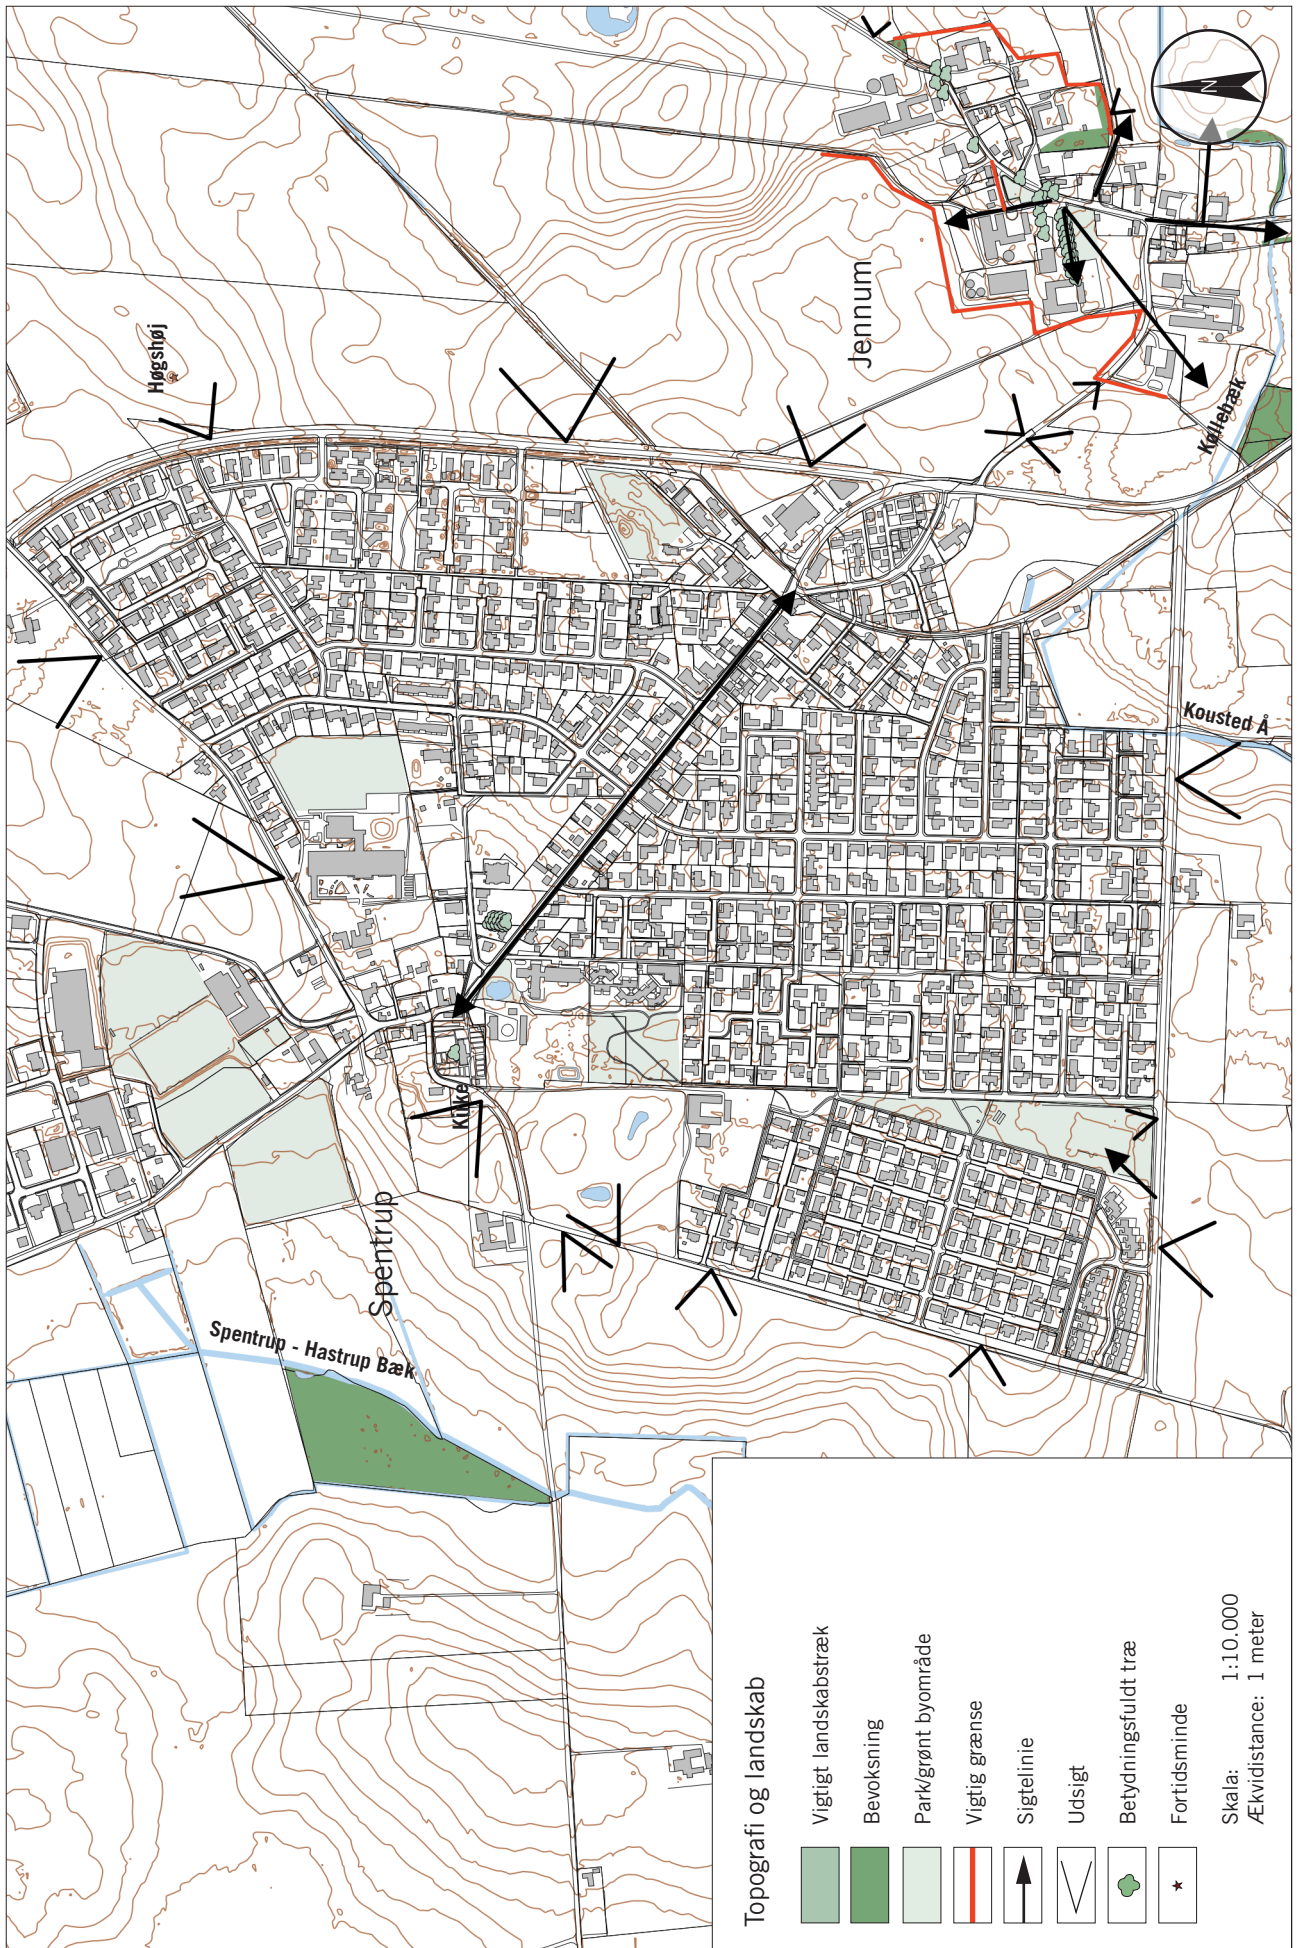 Høgshøj
N
Jennum
Køllebæk
Kousted Å
Kirke
Spentrup
Spentrup - Hastrup Bæk
Topografi og landskab
Vigtigt landskabstræk
Bevoksning
Park/grønt byområde
Vigtig grænse
Sigtelinie
Udsigt
Betydningsfuldt træ
Fortidsminde
Skala: 1:10.000
Ækvidistance: 1 meter